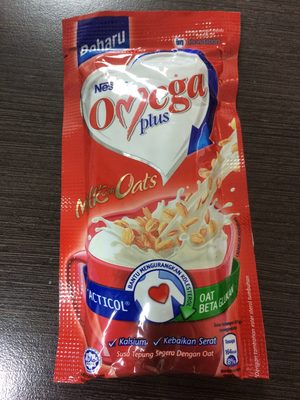 Baharu
Nestlé
Omega
plus
Milk with Oats
BANTU MENGURANGKAN KOLESTEROL
ACTICOL®
OAT
BETA GLUKAN
Kalsium
Kebaikan Serat
Susu Tepung Segera Dengan Oat